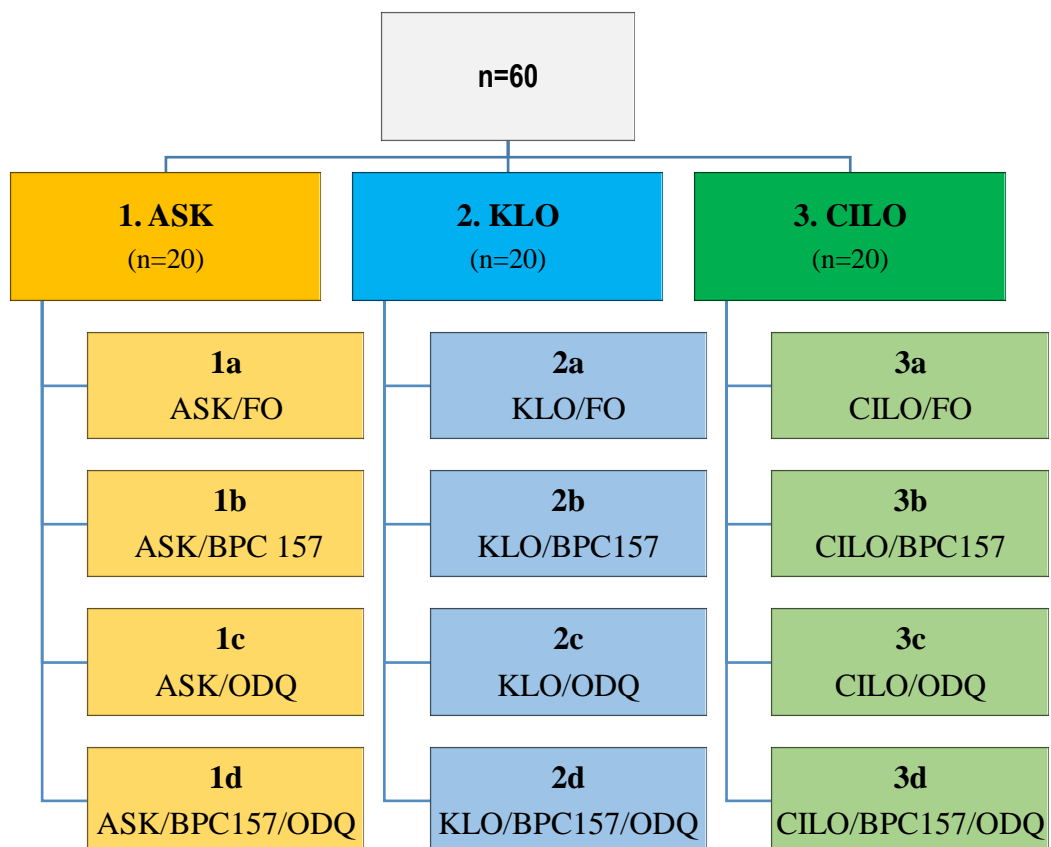 n=60
1. ASK
(n=20)
2. KLO
(n=20)
3. CILO
(n=20)
1a
ASK/FO
2a
KLO/FO
3a
CILO/FO
1b
ASK/BPC 157
2b
KLO/BPC157
3b
CILO/BPC157
1c
ASK/ODQ
2c
KLO/ODQ
3c
CILO/ODQ
1d
ASK/BPC157/ODQ
2d
KLO/BPC157/ODQ
3d
CILO/BPC157/ODQ